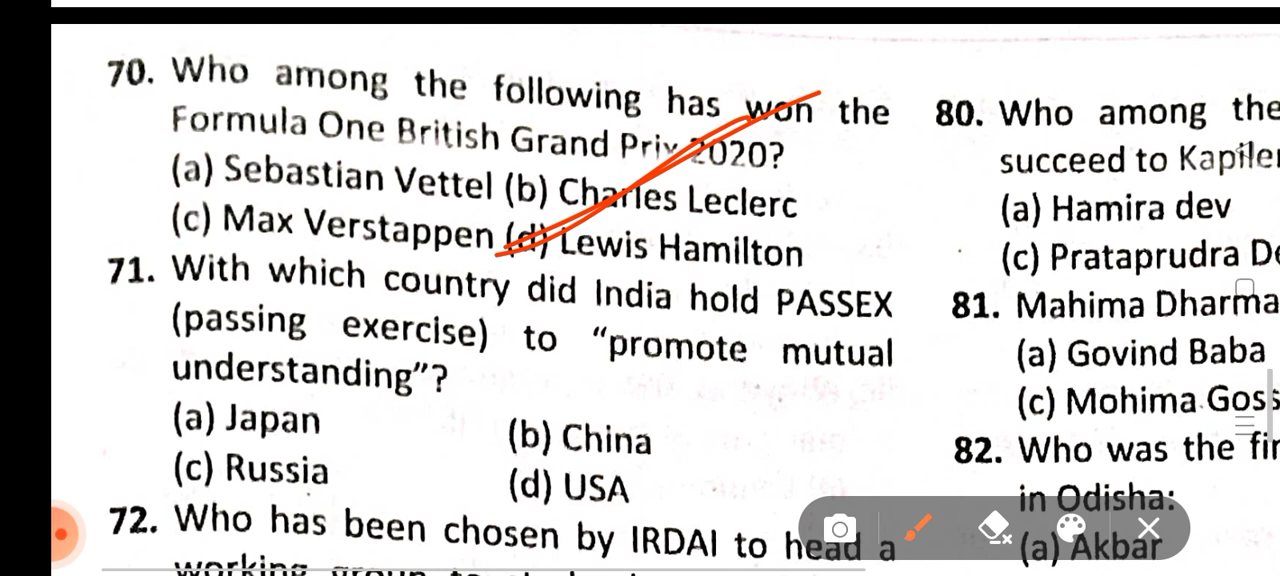 70. Who among the following has won the
Formula One British Grand Prix 2020?
(a) Sebastian Vettel (b) Charles Leclerc
(c) Max Verstappen (d) Lewis Hamilton
71. With which country did India hold PASSEX
(passing exercise) to “promote mutual
understanding”?
(a) Japan (b) China
(c) Russia (d) USA
72. Who has been chosen by IRDAI to head a
working group to
80. Who among the
succeed to
(a) Hamira dev
(c) Prataprudra
81. Mahima Dharma
(a) Govind Baba
(c) Mohima
82. Who was the
in Odisha:
(a) Akbar